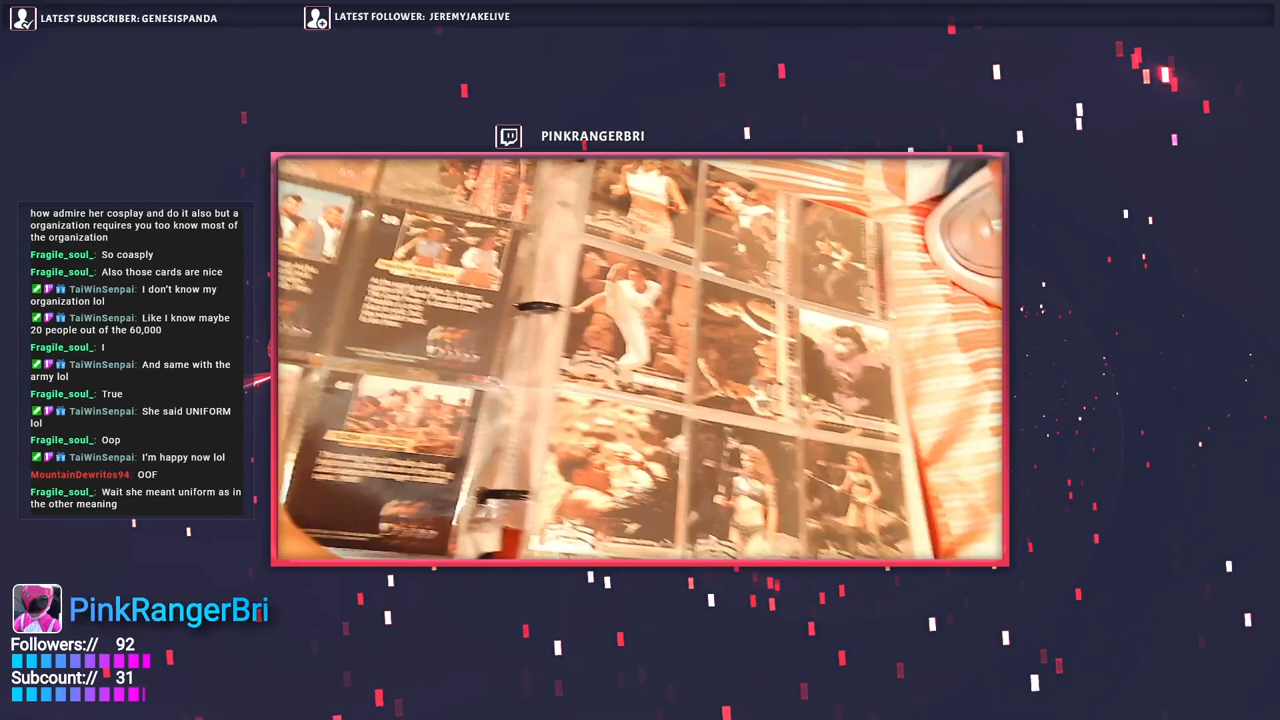 LATEST SUBSCRIBER: GENESISPANDA
LATEST FOLLOWER: JEREMYJAKELIVE
PINKRANGERBRI
how admire her cosplay and do it also but a
organization requires you too know most of
the organization
Fragile_soul_: So coasply
Fragile_soul_: Also those cards are nice
TaiWinSenpai: I don't know my
organization lol
TaiWinSenpai: Like I know maybe
20 people out of the 60,000
Fragile_soul_: I
TaiWinSenpai: And same with the
army lol
Fragile_soul_: True
TaiWinSenpai: She said UNIFORM
lol
Fragile_soul_: Oop
TaiWinSenpai: I'm happy now lol
MountainDewritos94: OOF
Fragile_soul_: Wait she meant uniform as in
the other meaning
PinkRangerBri
Followers:// 92
Subcount:// 31